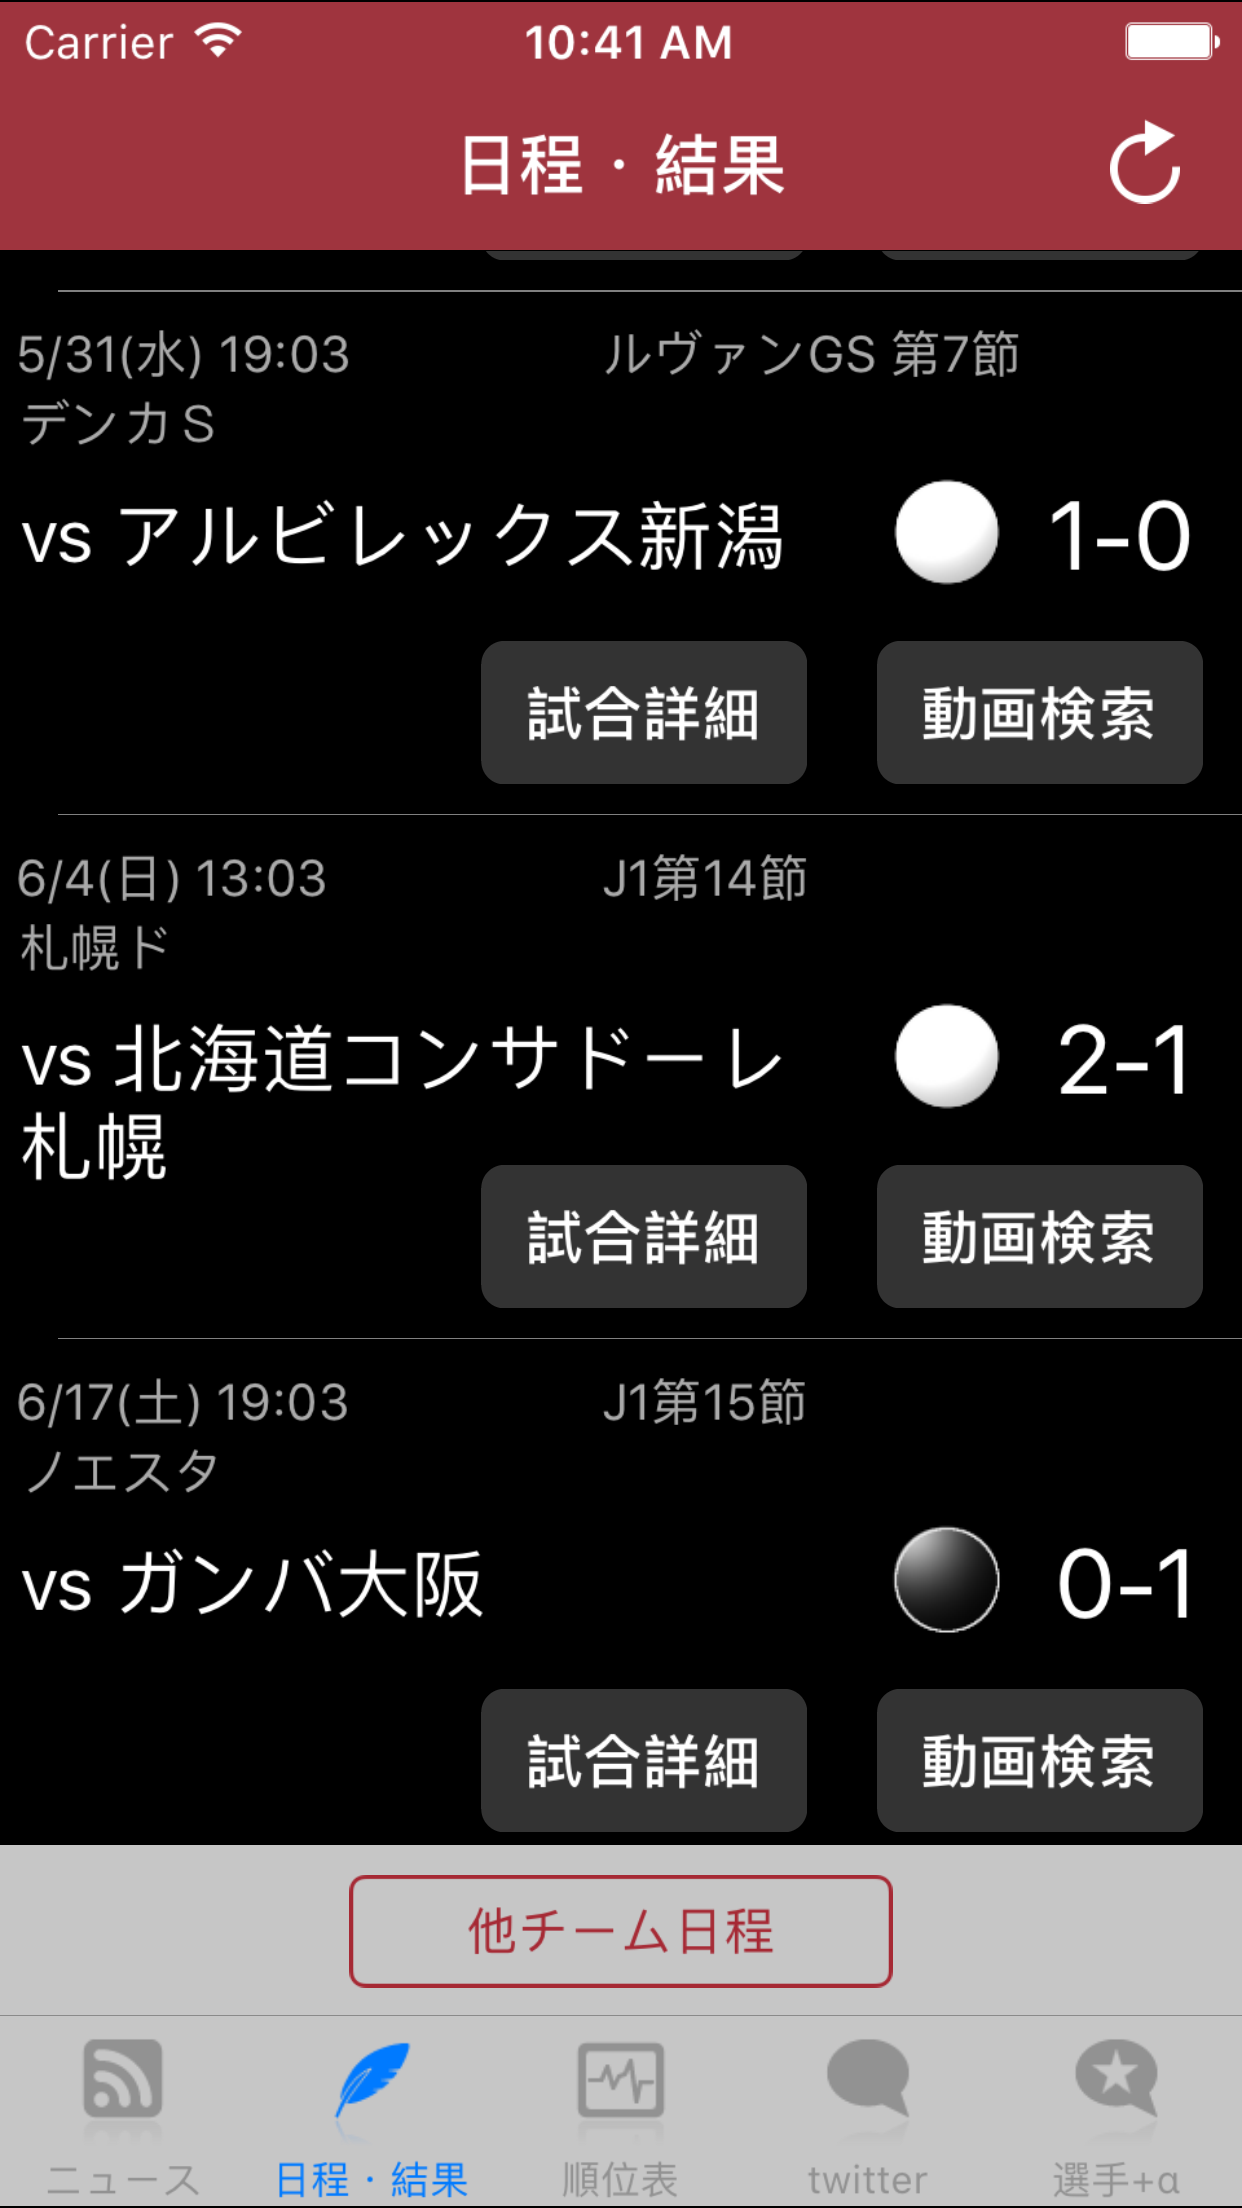 Carrier 10:41 AM
日程・結果
5/31(水) 19:03 ルヴァンGS 第7節
デンカS
vs アルビレックス新潟 1-0
試合詳細 動画検索
6/4(日) 13:03 J1第14節
札幌ド
vs 北海道コンサドーレ 2-1
札幌
試合詳細 動画検索
6/17(土) 19:03 J1第15節
ノエスタ
vs ガンバ大阪 0-1
試合詳細 動画検索
他チーム日程
ニュース 日程・結果 順位表 twitter 選手+α